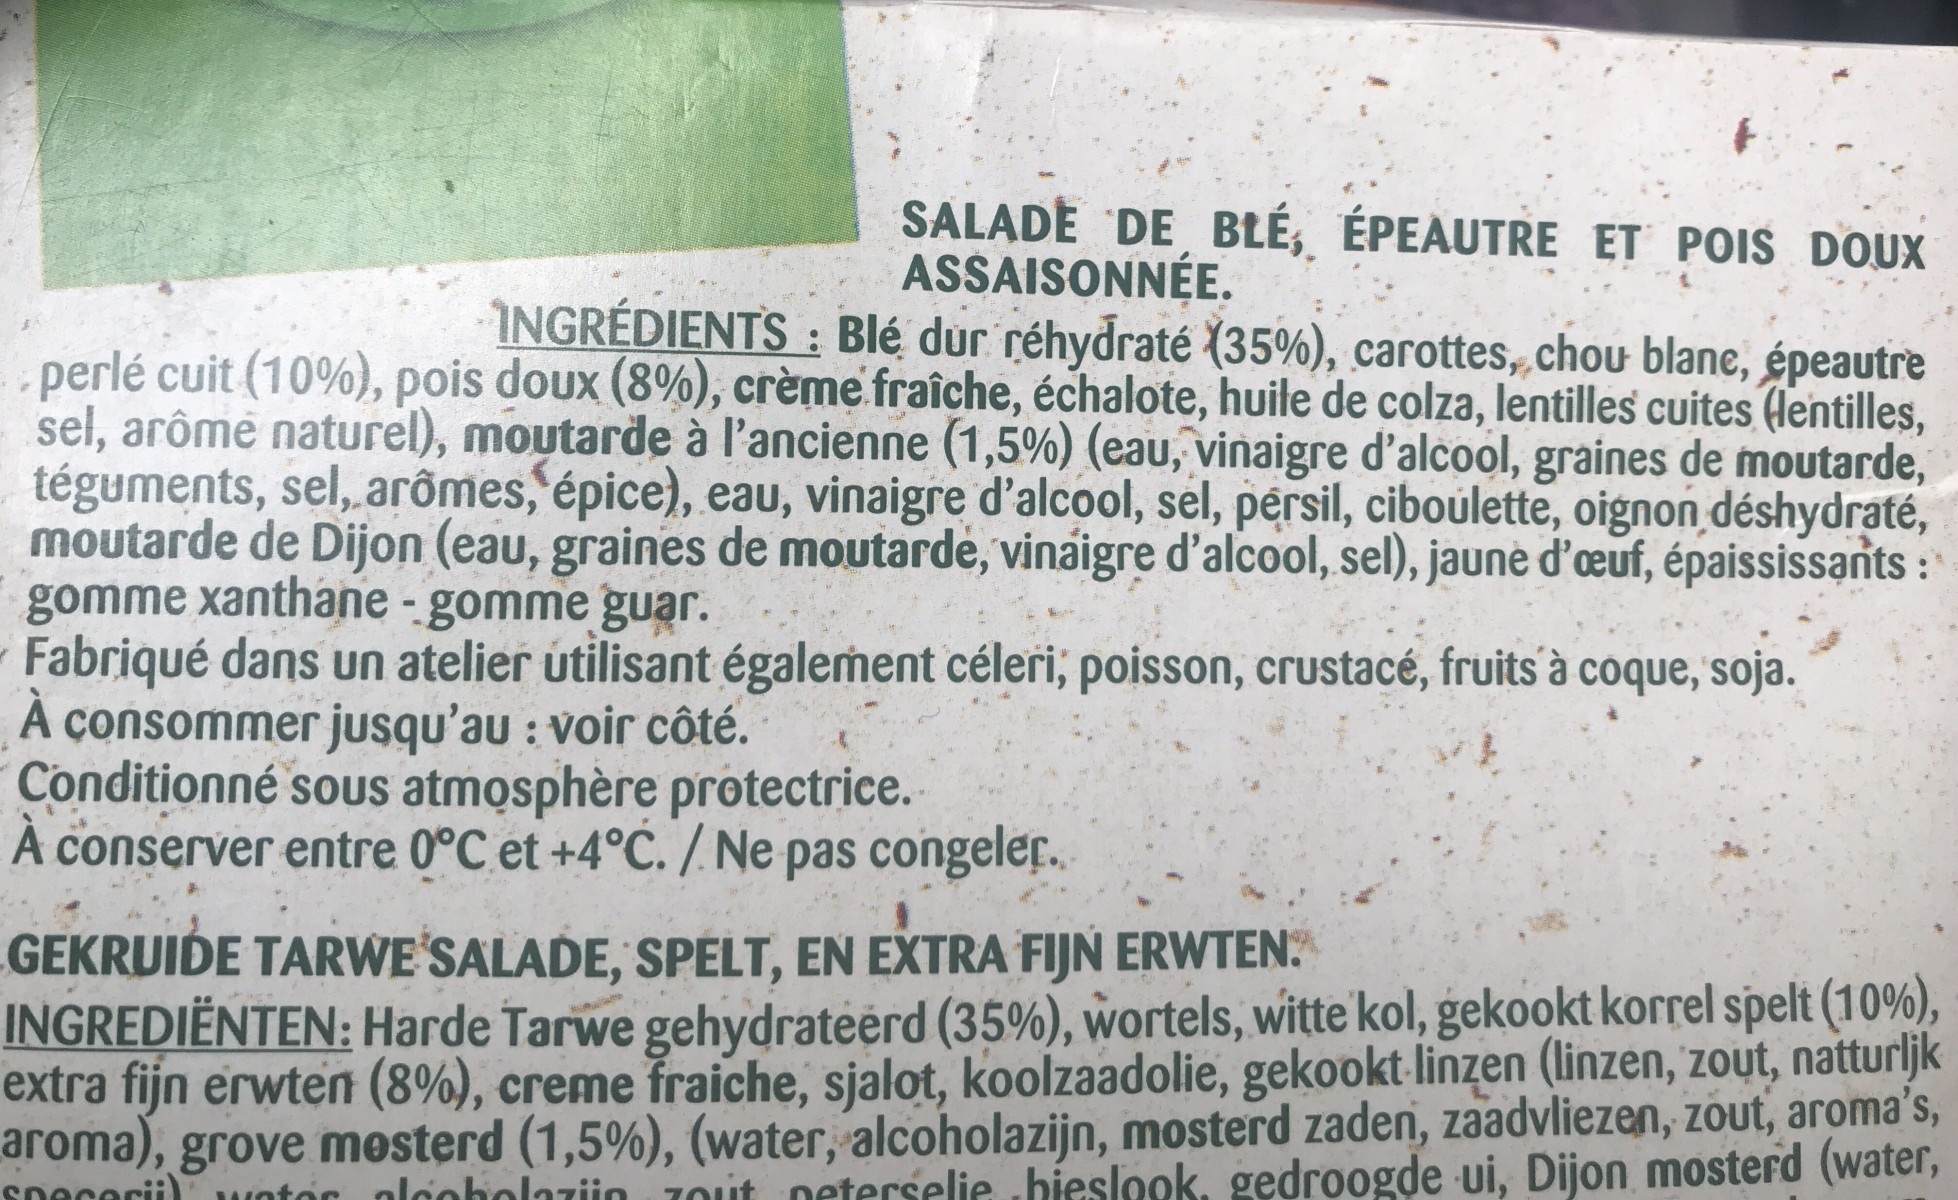 SALADE DE BLÉ, ÉPEAUTRE ET POIS DOUX
ASSAISONNÉE.
INGRÉDIENTS : Blé dur réhydraté (35%), carottes, chou blanc, épeautre
perlé cuit (10%), pois doux (8%), crème fraîche, échalote, huile de colza, lentilles cuites (lentilles,
sel, arôme naturel), moutarde à l'ancienne (1,5%) (eau, vinaigre d'alcool, graines de moutarde,
téguments, sel, arômes, épice), eau, vinaigre d'alcool, sel, persil, ciboulette, oignon déshydraté,
moutarde de Dijon (eau, graines de moutarde, vinaigre d'alcool, sel), jaune d'œuf, épaississants :
gomme xanthane - gomme guar.
Fabriqué dans un atelier utilisant également céleri, poisson, crustacé, fruits à coque, soja.
À consommer jusqu'au : voir côté.
Conditionné sous atmosphère protectrice.
À conserver entre 0°C et +4°C. / Ne pas congeler.
GEKRUIDE TARWE SALADE, SPELT, EN EXTRA FIJN ERWTEN.
INGREDIËNTEN: Harde Tarwe gehydrateerd (35%), wortels, witte kol, gekookt korrel spelt (10%),
extra fijn erwten (8%), creme fraiche, sjalot, koolzaadolie, gekookt linzen (linzen, zout, natturlijk
aroma), grove mosterd (1,5%), (water, alcoholazijn, mosterd zaden, zaadvliezen, zout, aroma's,
specerij) water alcoholazijn zout peterselie bieslook, gedroogde ui, Dijon mosterd (water,